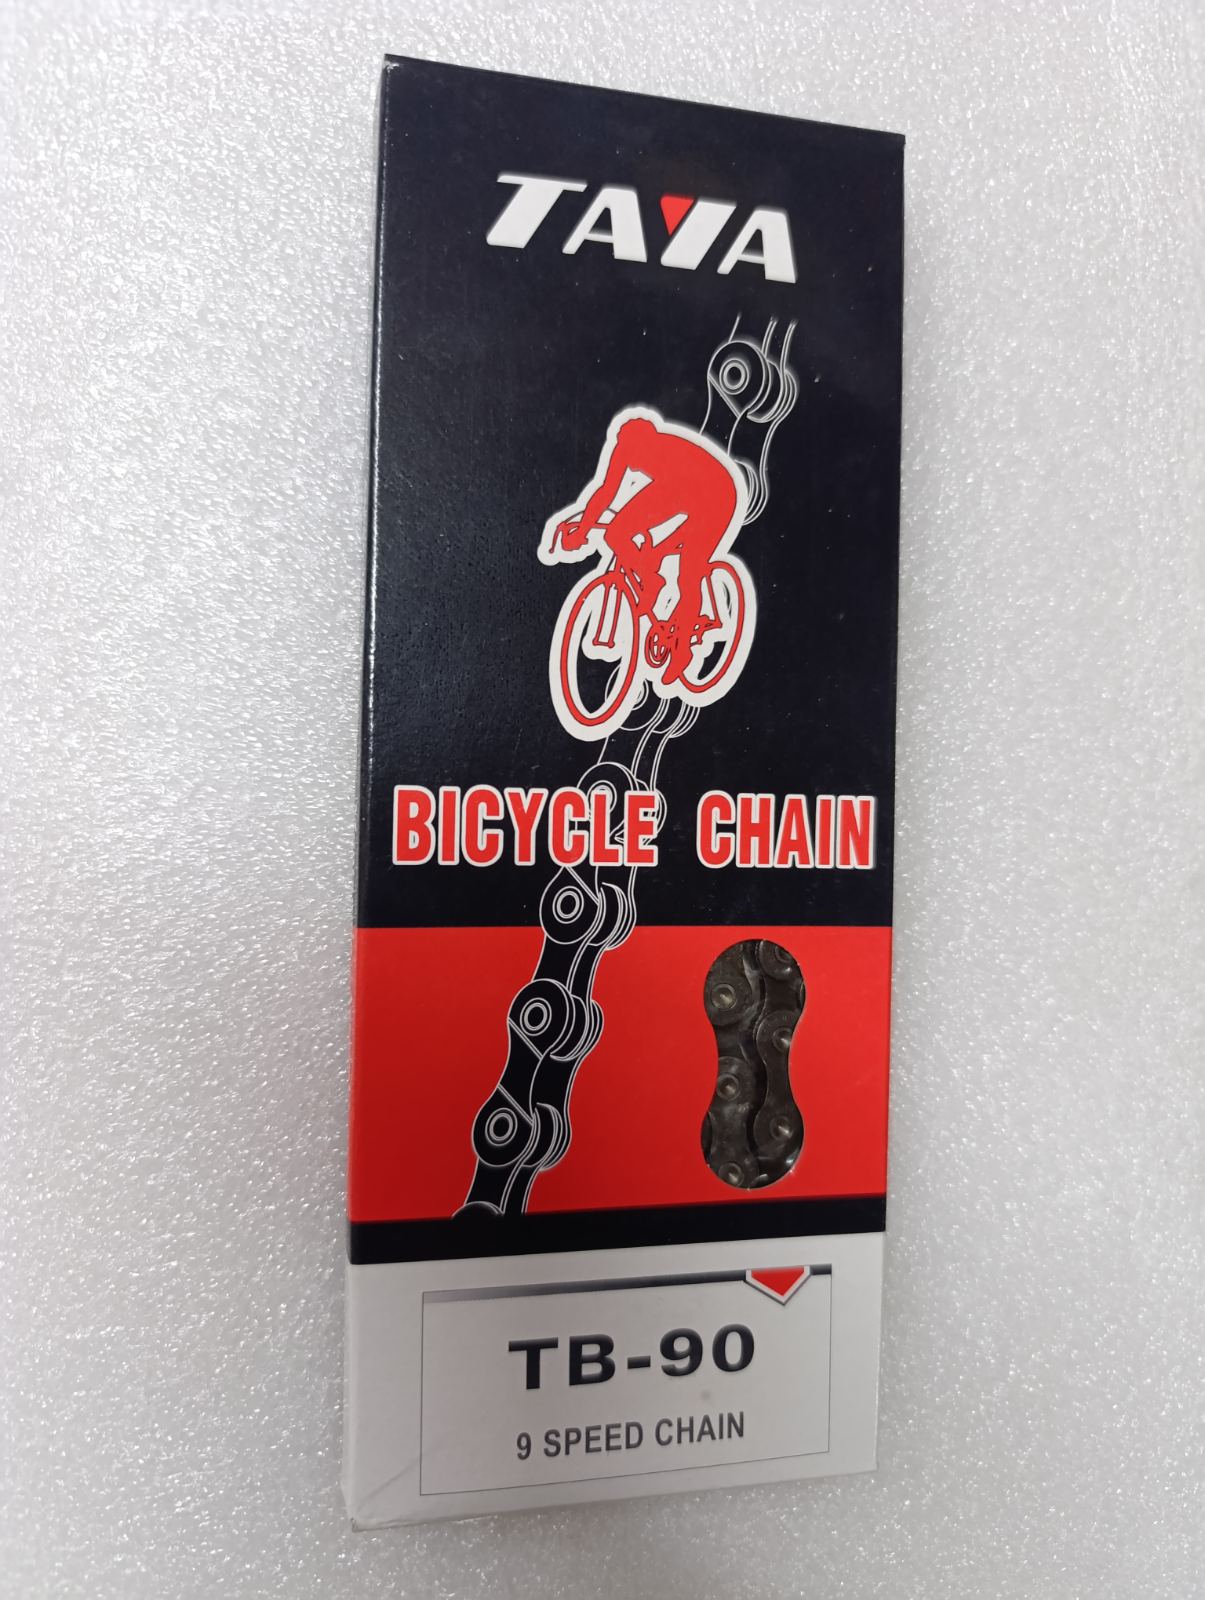 TAYA
BICYCLE CHAIN
TB-90
9 SPEED CHAIN